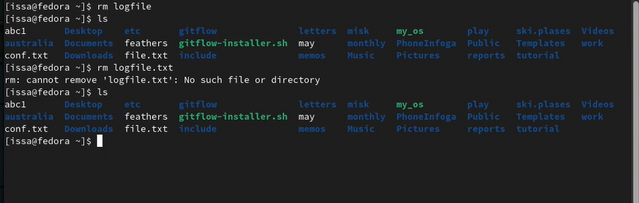 [issa@fedora ~]$ rm logfile
[issa@fedora ~]$ ls
abc1 Desktop etc gitflow letters misk my_os play ski.plases Videos
australia Documents feathers gitflow-installer.sh may monthly PhoneInfoga Public Templates work
conf.txt Downloads file.txt include memos Music Pictures reports tutorial
[issa@fedora ~]$ rm logfile.txt
rm: cannot remove 'logfile.txt': No such file or directory
[issa@fedora ~]$ ls
abc1 Desktop etc gitflow letters misk my_os play ski.plases Videos
australia Documents feathers gitflow-installer.sh may monthly PhoneInfoga Public Templates work
conf.txt Downloads file.txt include memos Music Pictures reports tutorial
[issa@fedora ~]$